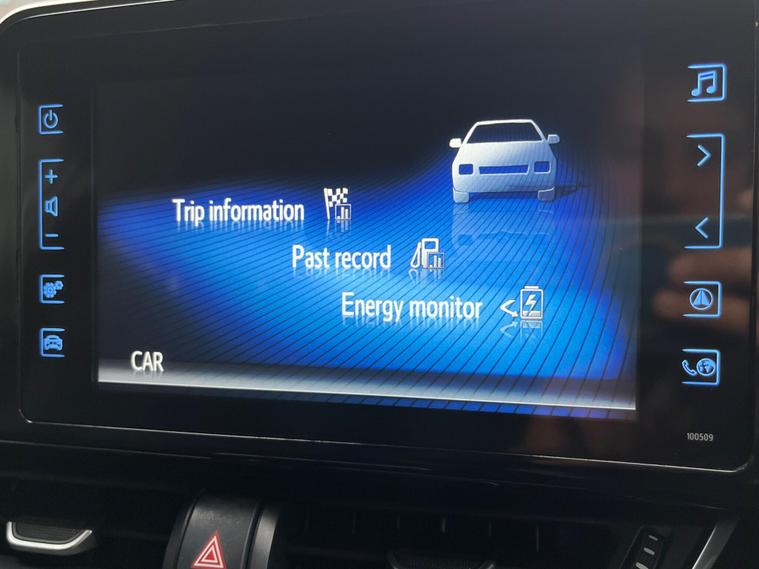 Trip information
Past record
Energy monitor
CAR
100509